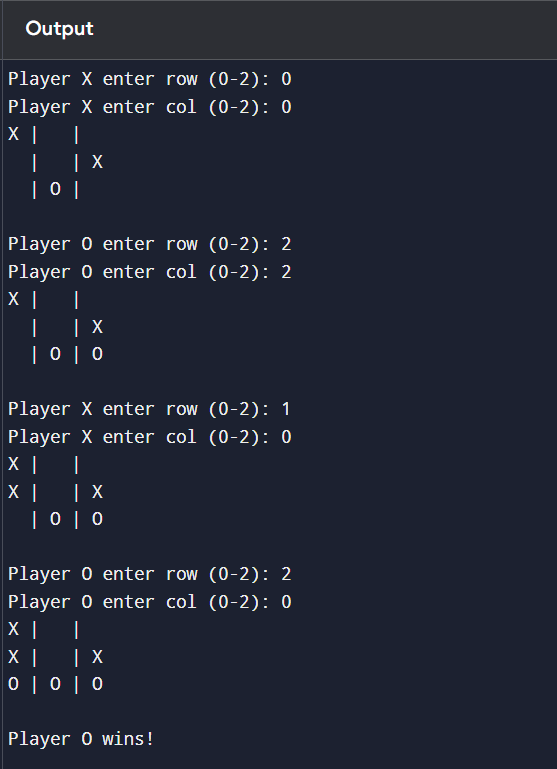 Output
Player X enter row (0-2): 0
Player X enter col (0-2): 0
X |   |
  |   | X
  | O |
Player O enter row (0-2): 2
Player O enter col (0-2): 2
X |   |
  |   | X
  | O | O
Player X enter row (0-2): 1
Player X enter col (0-2): 0
X |   |
X |   | X
  | O | O
Player O enter row (0-2): 2
Player O enter col (0-2): 0
X |   |
X |   | X
O | O | O
Player O wins!